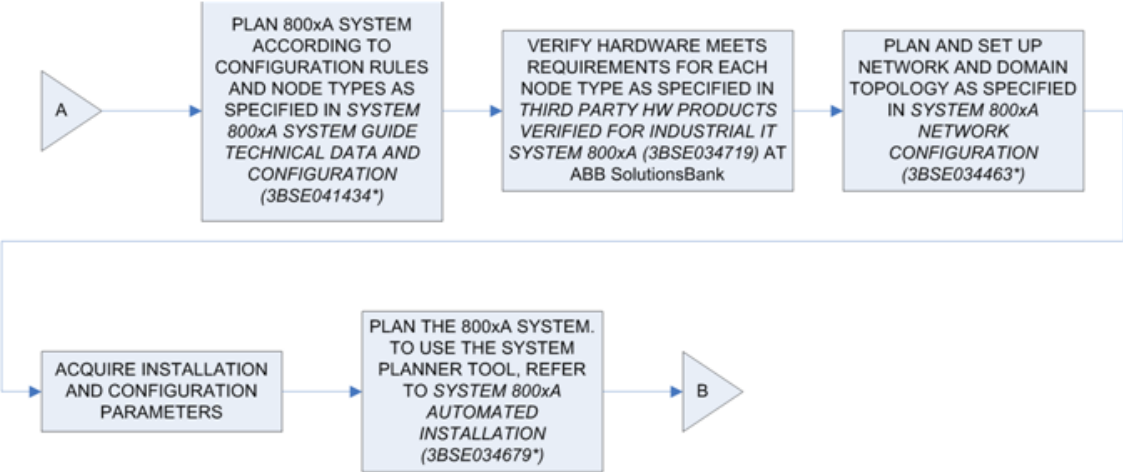 A
PLAN 800xA SYSTEM
ACCORDING TO
CONFIGURATION RULES
AND NODE TYPES AS
SPECIFIED IN SYSTEM
800xA SYSTEM GUIDE
TECHNICAL DATA AND
CONFIGURATION
(3BSE041434*)
VERIFY HARDWARE MEETS
REQUIREMENTS FOR EACH
NODE TYPE AS SPECIFIED IN
THIRD PARTY HW PRODUCTS
VERIFIED FOR INDUSTRIAL IT
SYSTEM 800xA (3BSE034719) AT
ABB SolutionsBank
PLAN AND SET UP
NETWORK AND DOMAIN
TOPOLOGY AS SPECIFIED
IN SYSTEM 800xA
NETWORK
CONFIGURATION
(3BSE034463*)
ACQUIRE INSTALLATION
AND CONFIGURATION
PARAMETERS
PLAN THE 800xA SYSTEM.
TO USE THE SYSTEM
PLANNER TOOL, REFER
TO SYSTEM 800xA
AUTOMATED
INSTALLATION
(3BSE034679*)
B